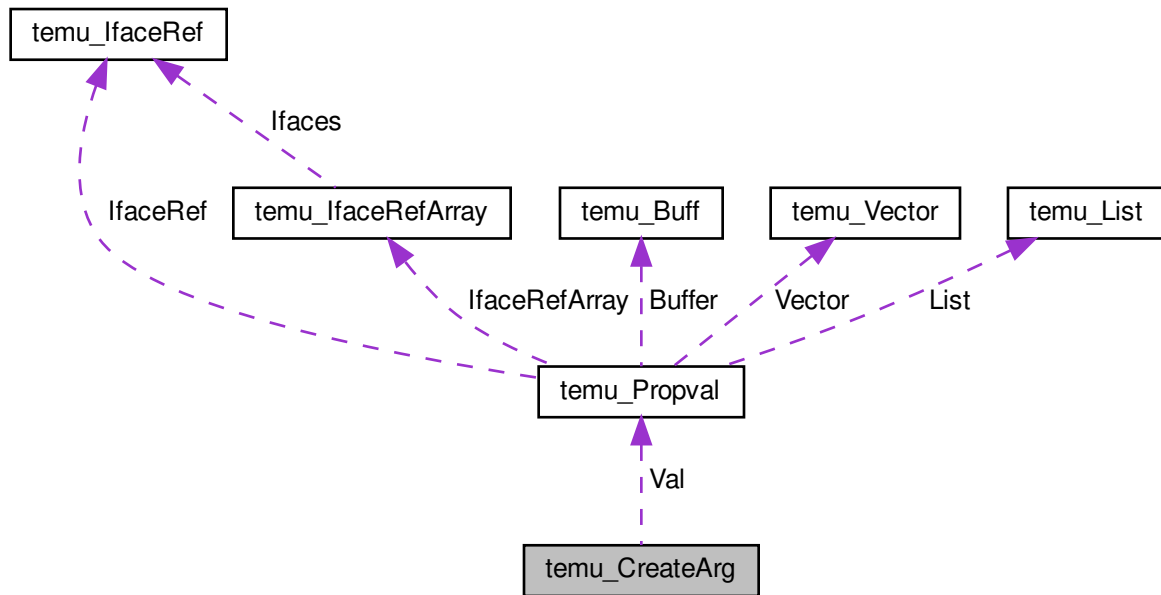 temu_IfaceRef
Ifaces
IfaceRef
temu_IfaceRefArray
temu_Buff
temu_Vector
temu_List
IfaceRefArray
Buffer
Vector
List
temu_Propval
Val
temu_CreateArg